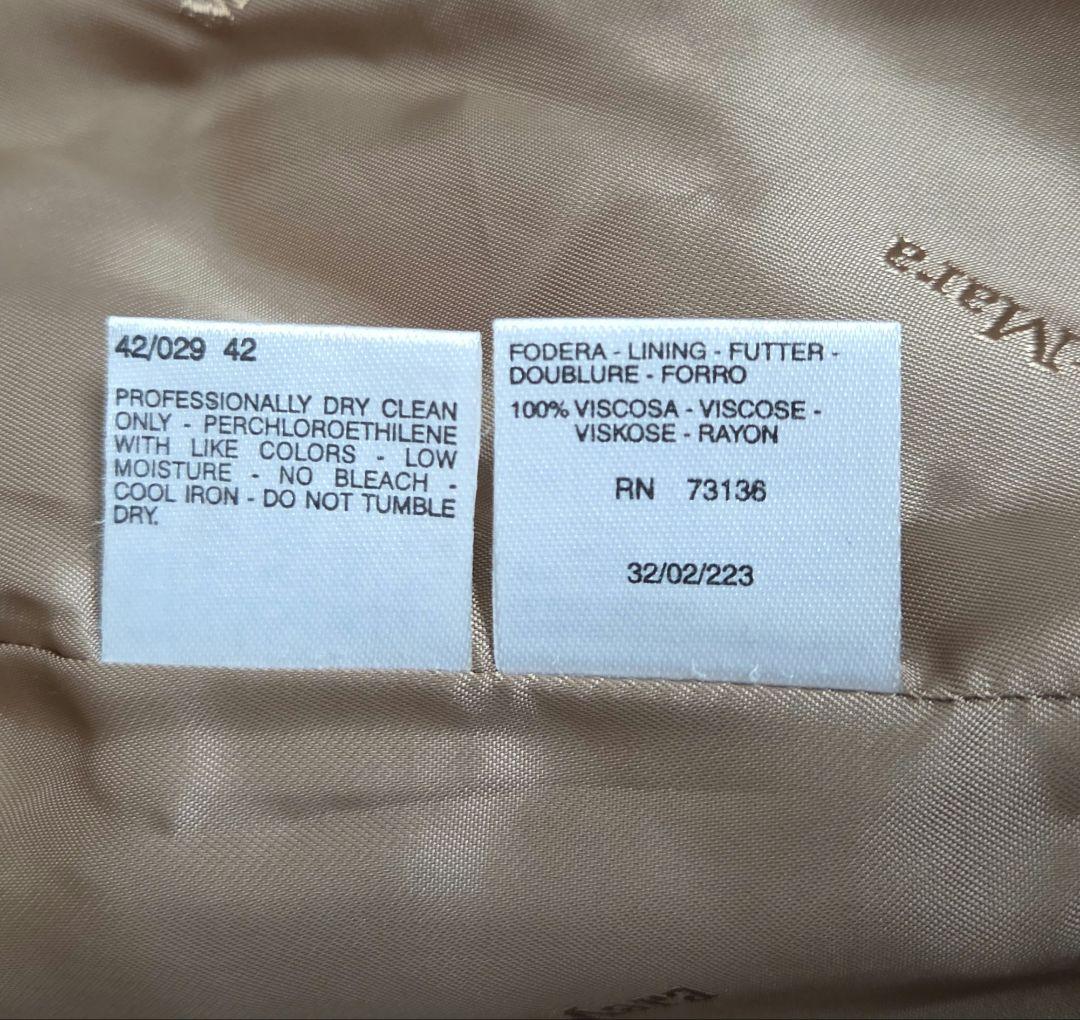 42/029 42
PROFESSIONALLY DRY CLEAN
ONLY - PERCHLOROETHILENE
WITH LIKE COLORS - LOW
MOISTURE - NO BLEACH -
COOL IRON - DO NOT TUMBLE
DRY.
FODERA - LINING - FUTTER -
DOUBLURE - FORRO
100% VISCOSA - VISCOSE -
VISKOSE - RAYON
RN 73136
32/02/223
Mara